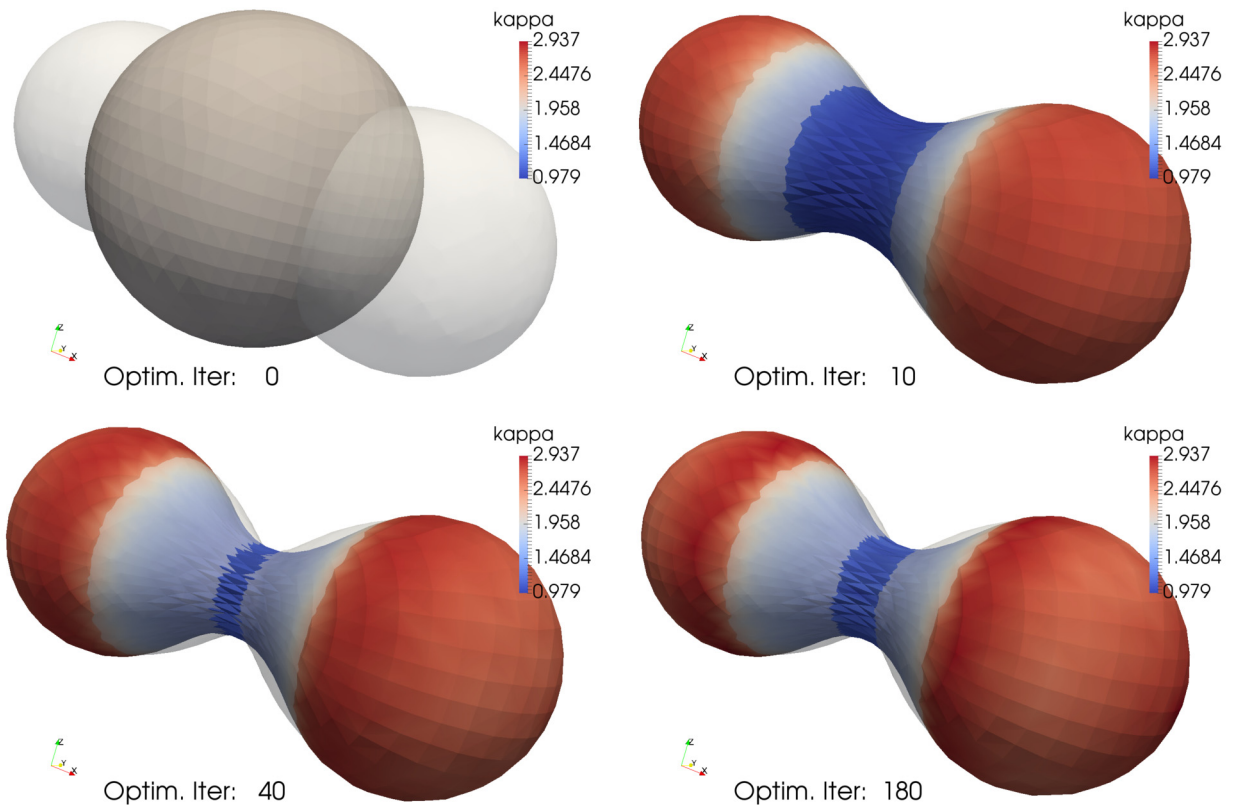 kappa
2.937
2.4476
1.958
1.4684
0.979
Z
Y
X
Optim. Iter: 0
kappa
2.937
2.4476
1.958
1.4684
0.979
Z
Y
X
Optim. Iter: 10
kappa
2.937
2.4476
1.958
1.4684
0.979
Z
Y
X
Optim. Iter: 40
kappa
2.937
2.4476
1.958
1.4684
0.979
Z
Y
X
Optim. Iter: 180